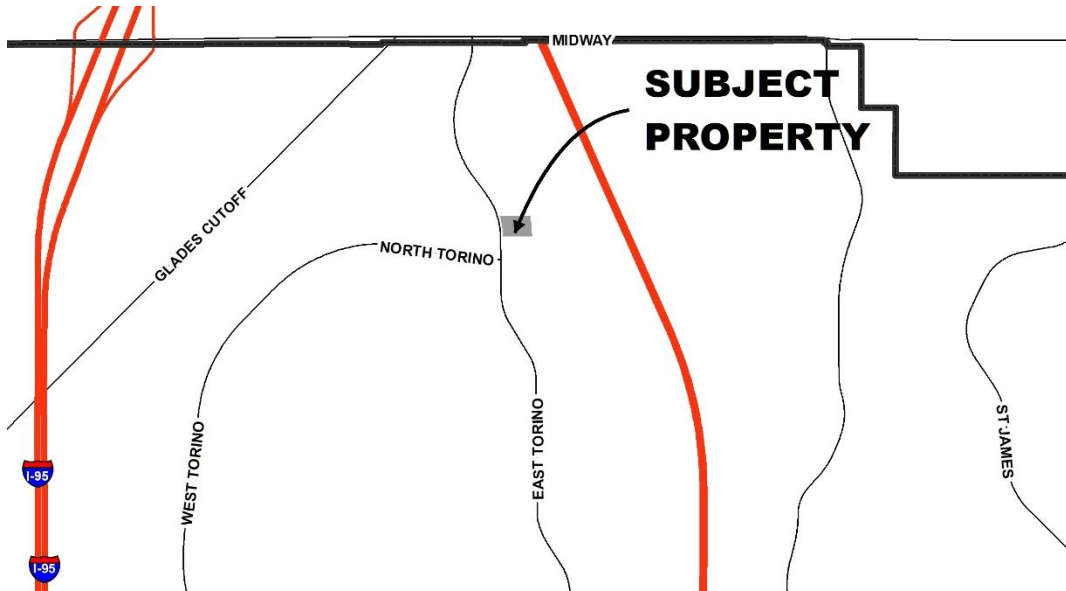 MIDWAY
SUBJECT
PROPERTY
GLADES CUTOFF
NORTH TORINO
WEST TORINO
EAST TORINO
ST JAMES
I-95
I-95